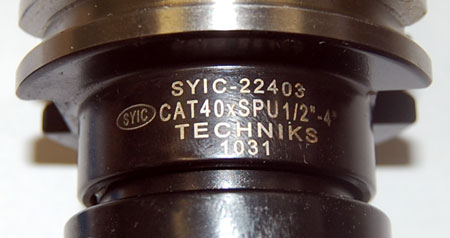 SYIC-22403
SYIC CAT40xSPU1/2"-4"
TECHNIKS
1031